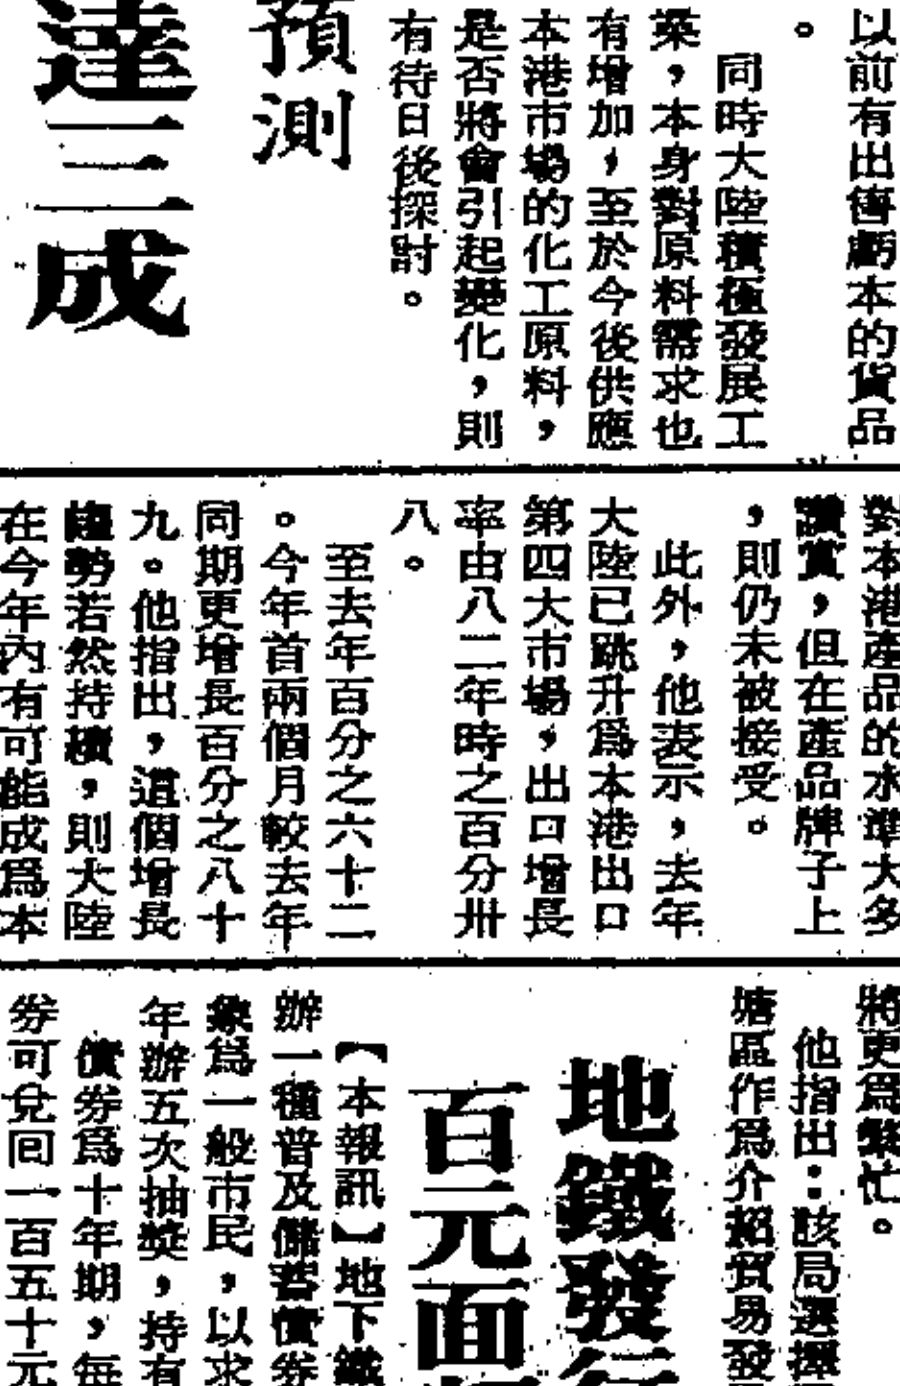 以前有出售虧本的貨品
。
同時大陸積極發展工
業，本身對原料需求也
有增加，至於今後供應
本港市場的化工原料，
是否將會引起變化，則
有待日後探討。
預測
達三成
對本港產品的水準大多
讚賞，但在產品牌子上
，則仍未被接受。
此外，他表示，去年
大陸已跳升爲本港出口
第四大市場，出口增長
率由八二年時之百分卅
八。
至去年百分之六十二
。今年首兩個月較去年
同期更增長百分之八十
九。他指出，這個增長
趨勢若然持續，則大陸
在今年內有可能成爲本
將更爲繁忙。
他指出：該局選擇
塘區作爲介紹貿易發
地鐵發行
百元面
【本報訊】地下鐵
辦一種普及儲蓄債券
象爲一般市民，以求
年辦五次抽獎，持有
債券爲十年期，每
券可兌回一百五十元